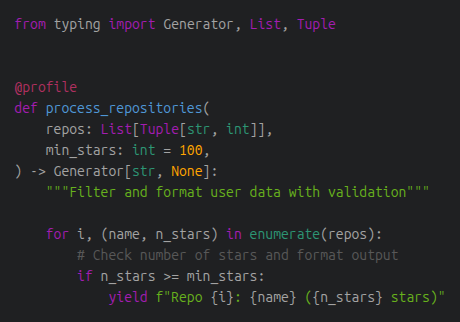 from typing import Generator, List, Tuple
@profile
def process_repositories(
    repos: List[Tuple[str, int]],
    min_stars: int = 100,
) -> Generator[str, None]:
    """Filter and format user data with validation"""
    for i, (name, n_stars) in enumerate(repos):
        # Check number of stars and format output
        if n_stars >= min_stars:
            yield f"Repo {i}: {name} ({n_stars} stars)"